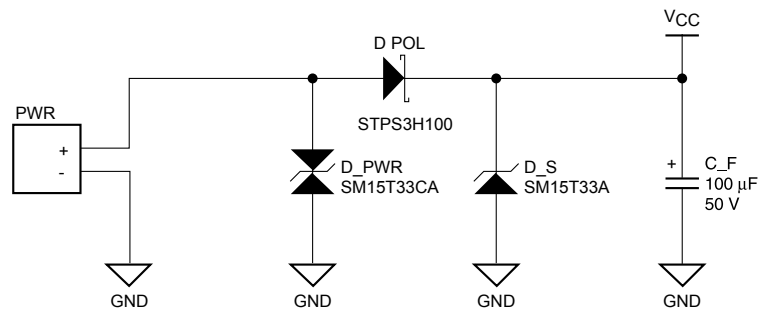 VCC
D POL
PWR
+
-
STPS3H100
D_PWR
SM15T33CA
D_S
SM15T33A
+
C_F
100 µF
50 V
GND
GND
GND
GND